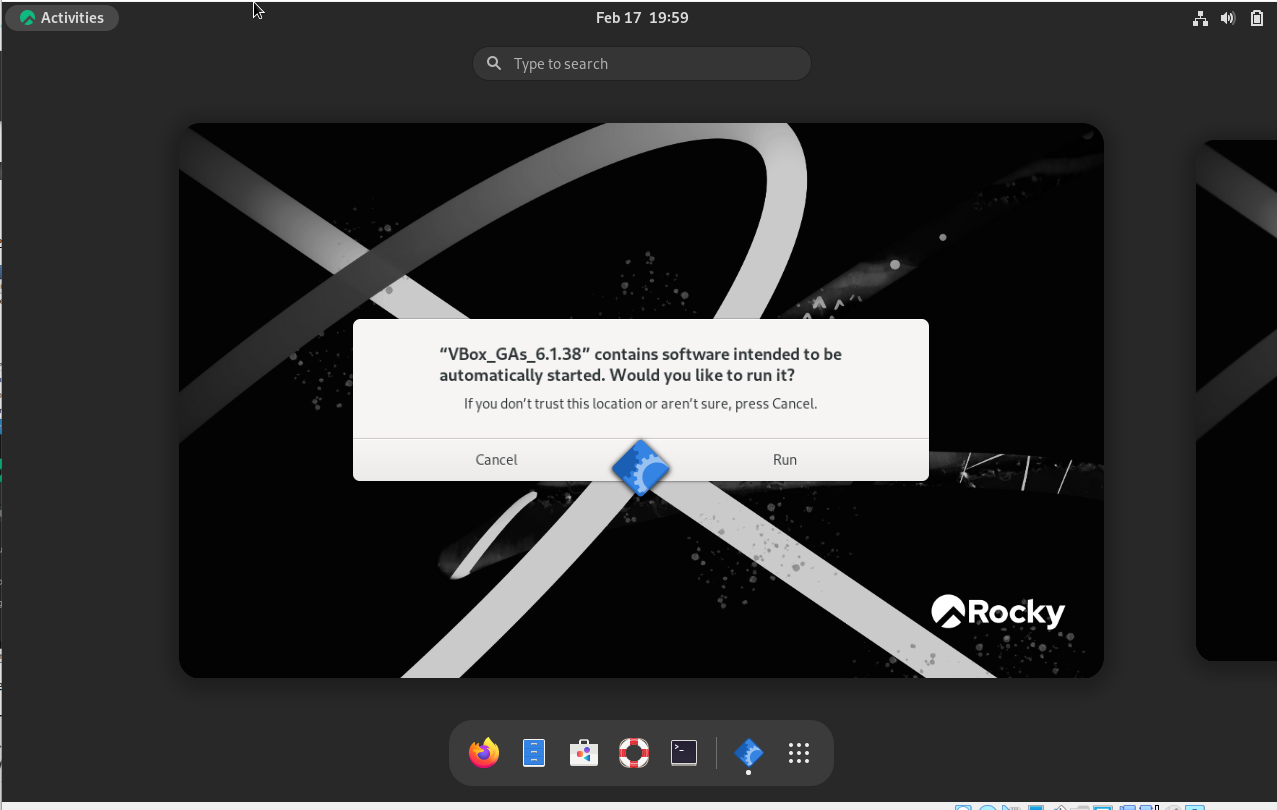 Activities
Feb 17 19:59
Type to search
“VBox_GAs_6.1.38” contains software intended to be
automatically started. Would you like to run it?
If you don’t trust this location or aren’t sure, press Cancel.
Cancel
Run
Rocky
>_